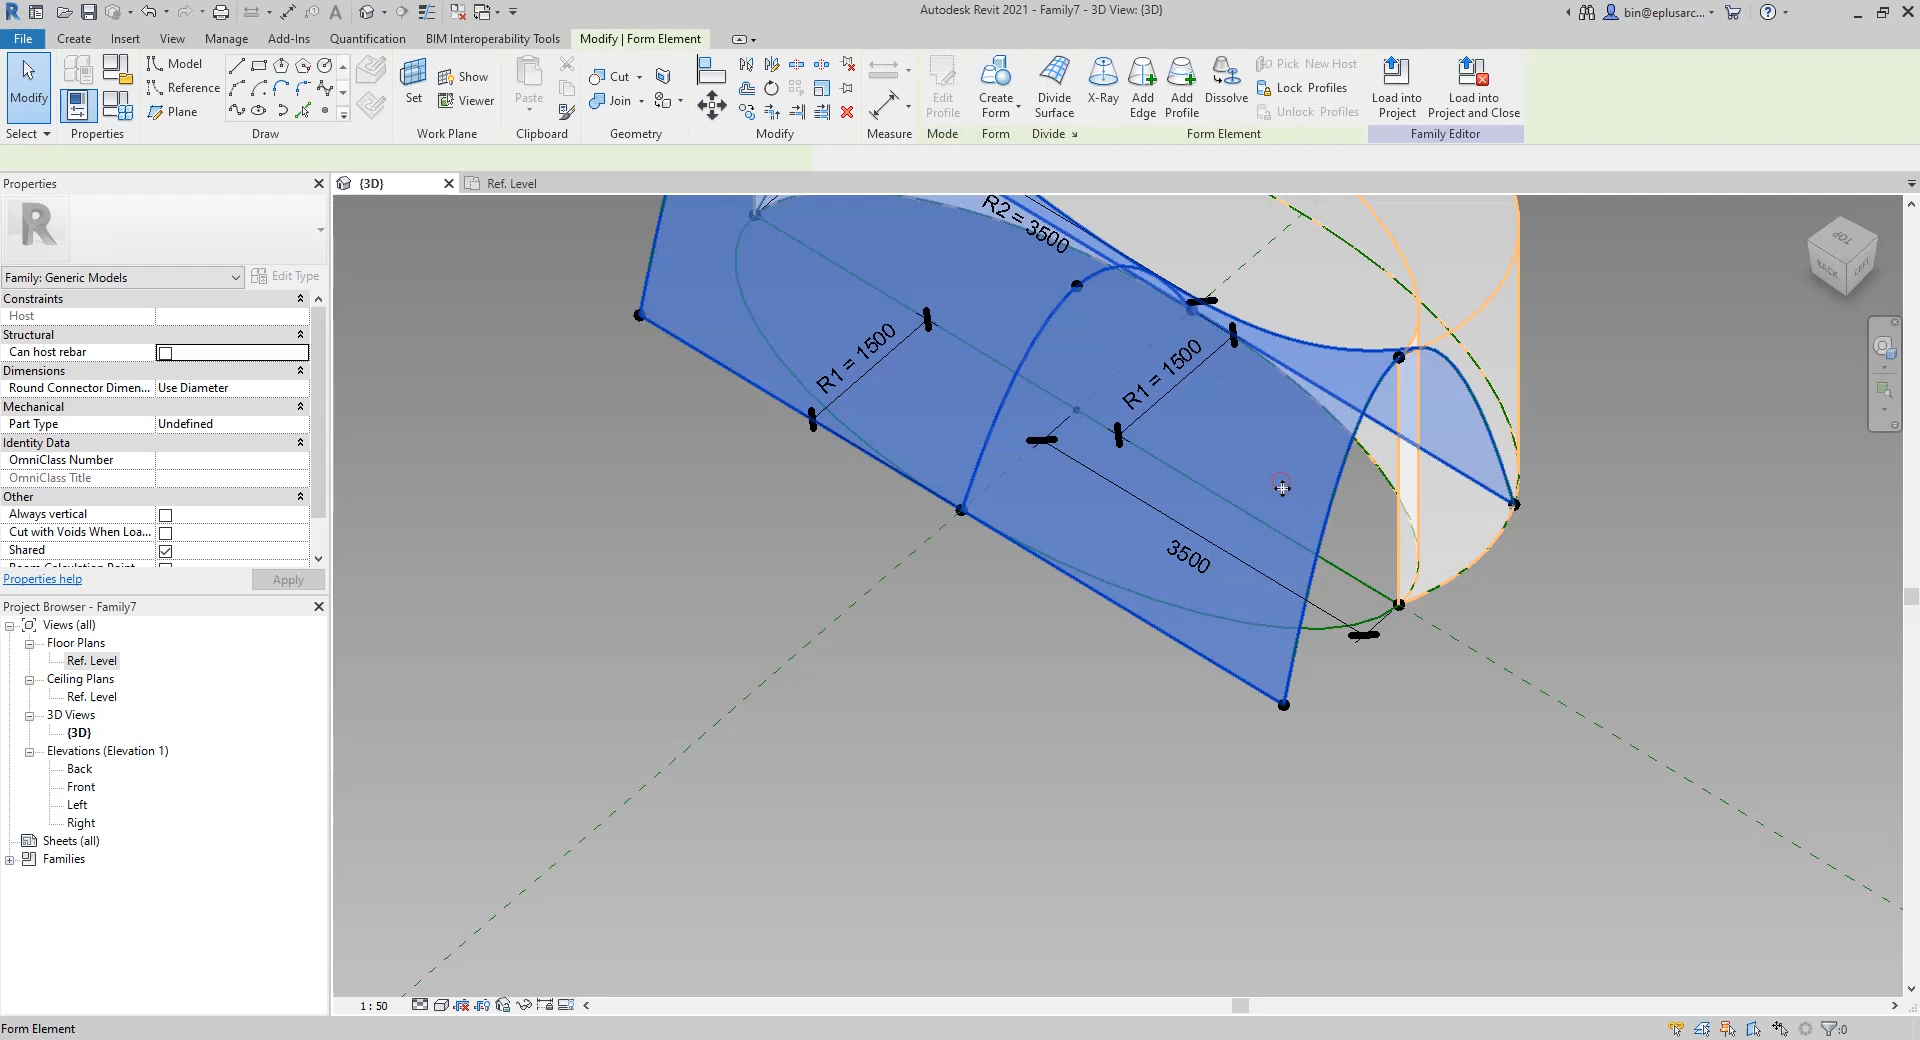 Autodesk Revit 2021 - Family7 - 3D View: {3D}
bin@eplusarc...
File Create Insert View Manage Add-Ins Quantification BIM Interoperability Tools Modify | Form Element
Modify
Model
Reference
Plane
Set
Show
Viewer
Paste
Cut
Join
Edit Profile
Create Form
Divide Surface
X-Ray
Add Edge
Add Profile
Dissolve
Pick New Host
Lock Profiles
Unlock Profiles
Load into Project
Load into Project and Close
Select Properties Draw Work Plane Clipboard Geometry Modify Measure Mode Form Divide Form Element Family Editor
Properties
{3D}
Ref. Level
Family: Generic Models
Edit Type
Constraints
Host
Structural
Can host rebar
Dimensions
Round Connector Dimen... Use Diameter
Mechanical
Part Type Undefined
Identity Data
OmniClass Number
OmniClass Title
Other
Always vertical
Cut with Voids When Loa...
Shared
Properties help
Apply
Project Browser - Family7
Views (all)
Floor Plans
Ref. Level
Ceiling Plans
Ref. Level
3D Views
{3D}
Elevations (Elevation 1)
Back
Front
Left
Right
Sheets (all)
Families
R2 = 3500
R1 = 1500
R1 = 1500
3500
TOP
BACK
LEFT
1 : 50
Form Element
:0